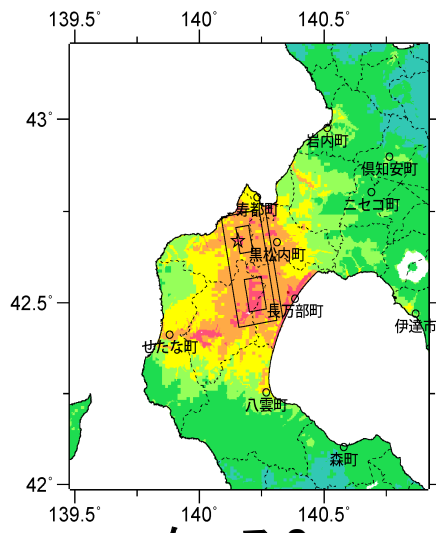 139.5° 140° 140.5°
43°
岩内町
倶知安町
ニセコ町
寿都町
黒松内町
42.5°
長万部町
伊達市
せたな町
八雲町
森町
42°
139.5° 140° 140.5°